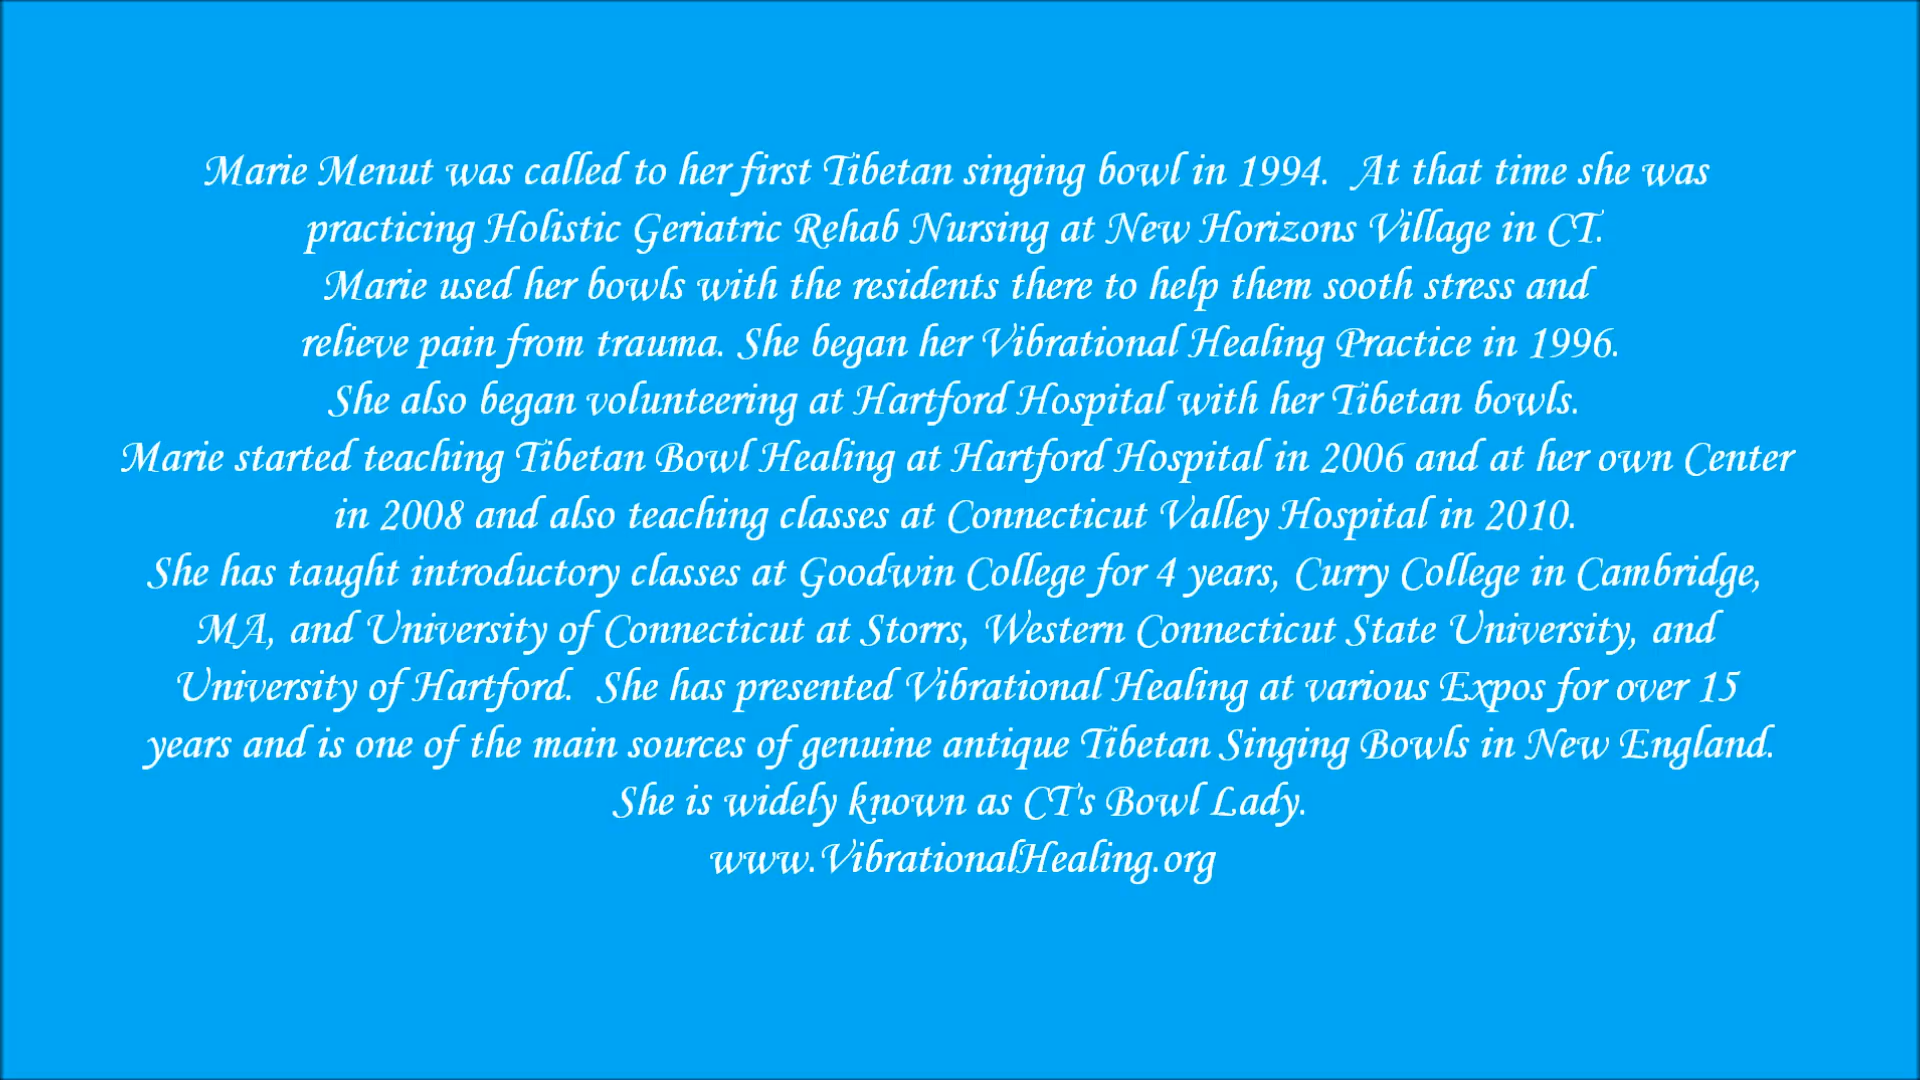 Marie Menut was called to her first Tibetan singing bowl in 1994.  At that time she was
practicing Holistic Geriatric Rehab Nursing at New Horizons Village in CT.
Marie used her bowls with the residents there to help them sooth stress and
relieve pain from trauma. She began her Vibrational Healing Practice in 1996.
She also began volunteering at Hartford Hospital with her Tibetan bowls.
Marie started teaching Tibetan Bowl Healing at Hartford Hospital in 2006 and at her own Center
in 2008 and also teaching classes at Connecticut Valley Hospital in 2010.
She has taught introductory classes at Goodwin College for 4 years, Curry College in Cambridge,
MA, and University of Connecticut at Storrs, Western Connecticut State University, and
University of Hartford.  She has presented Vibrational Healing at various Expos for over 15
years and is one of the main sources of genuine antique Tibetan Singing Bowls in New England.
She is widely known as CT's Bowl Lady.
www.VibrationalHealing.org